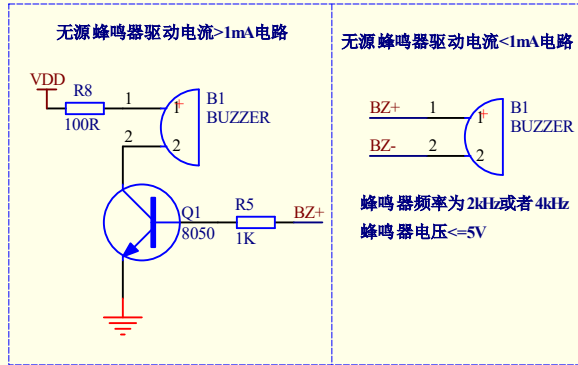 无源蜂鸣器驱动电流>1mA电路
VDD
R8
100R
1
1
+
2
2
B1
BUZZER
Q1
8050
R5
1K
BZ+
无源蜂鸣器驱动电流<1mA电路
BZ+
1
1
+
BZ-
2
2
B1
BUZZER
蜂鸣器频率为2kHz或者4kHz
蜂鸣器电压<=5V